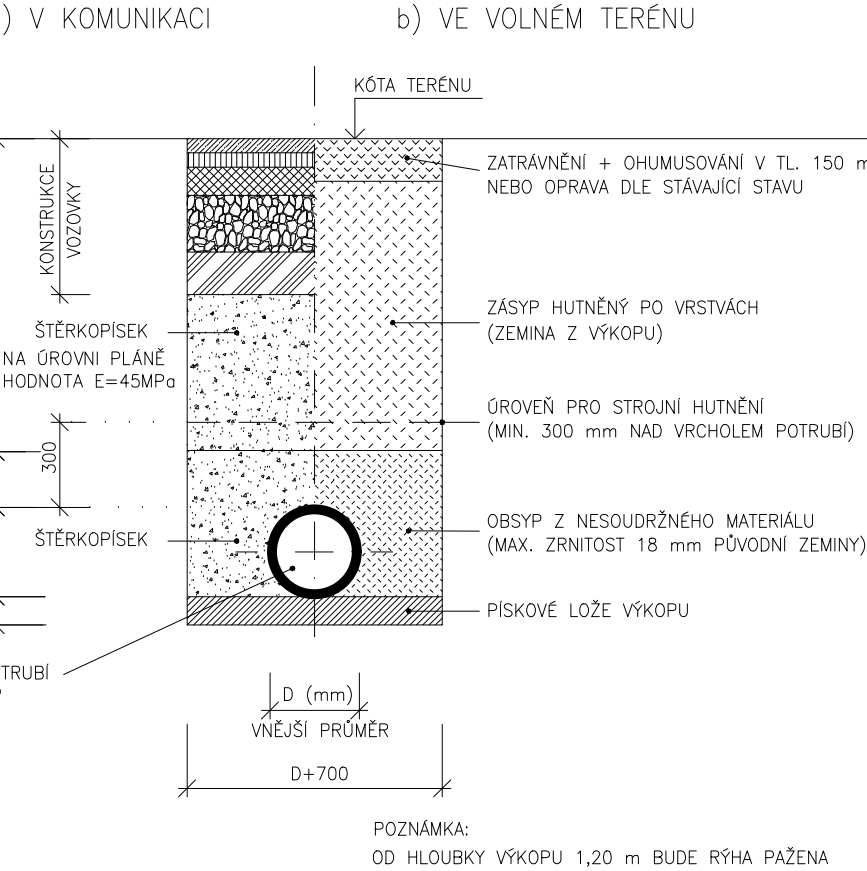 ) V KOMUNIKACI
b) VE VOLNÉM TERÉNU
KÓTA TERÉNU
KONSTRUKCE
VOZOVKY
ZATRÁVNĚNÍ + OHUMUSOVÁNÍ V TL. 150 m
NEBO OPRAVA DLE STÁVAJÍCÍ STAVU
ŠTĚRKOPÍSEK
NA ÚROVNI PLÁNĚ
HODNOTA E=45MPa
ZÁSYP HUTNĚNÝ PO VRSTVÁCH
(ZEMINA Z VÝKOPU)
ÚROVEŇ PRO STROJNÍ HUTNĚNÍ
(MIN. 300 mm NAD VRCHOLEM POTRUBÍ)
300
ŠTĚRKOPÍSEK
OBSYP Z NESOUDRŽNÉHO MATERIÁLU
(MAX. ZRNITOST 18 mm PŮVODNÍ ZEMINY)
PÍSKOVÉ LOŽE VÝKOPU
TRUBÍ
D (mm)
VNĚJŠÍ PRŮMĚR
D+700
POZNÁMKA:
OD HLOUBKY VÝKOPU 1,20 m BUDE RÝHA PAŽENA